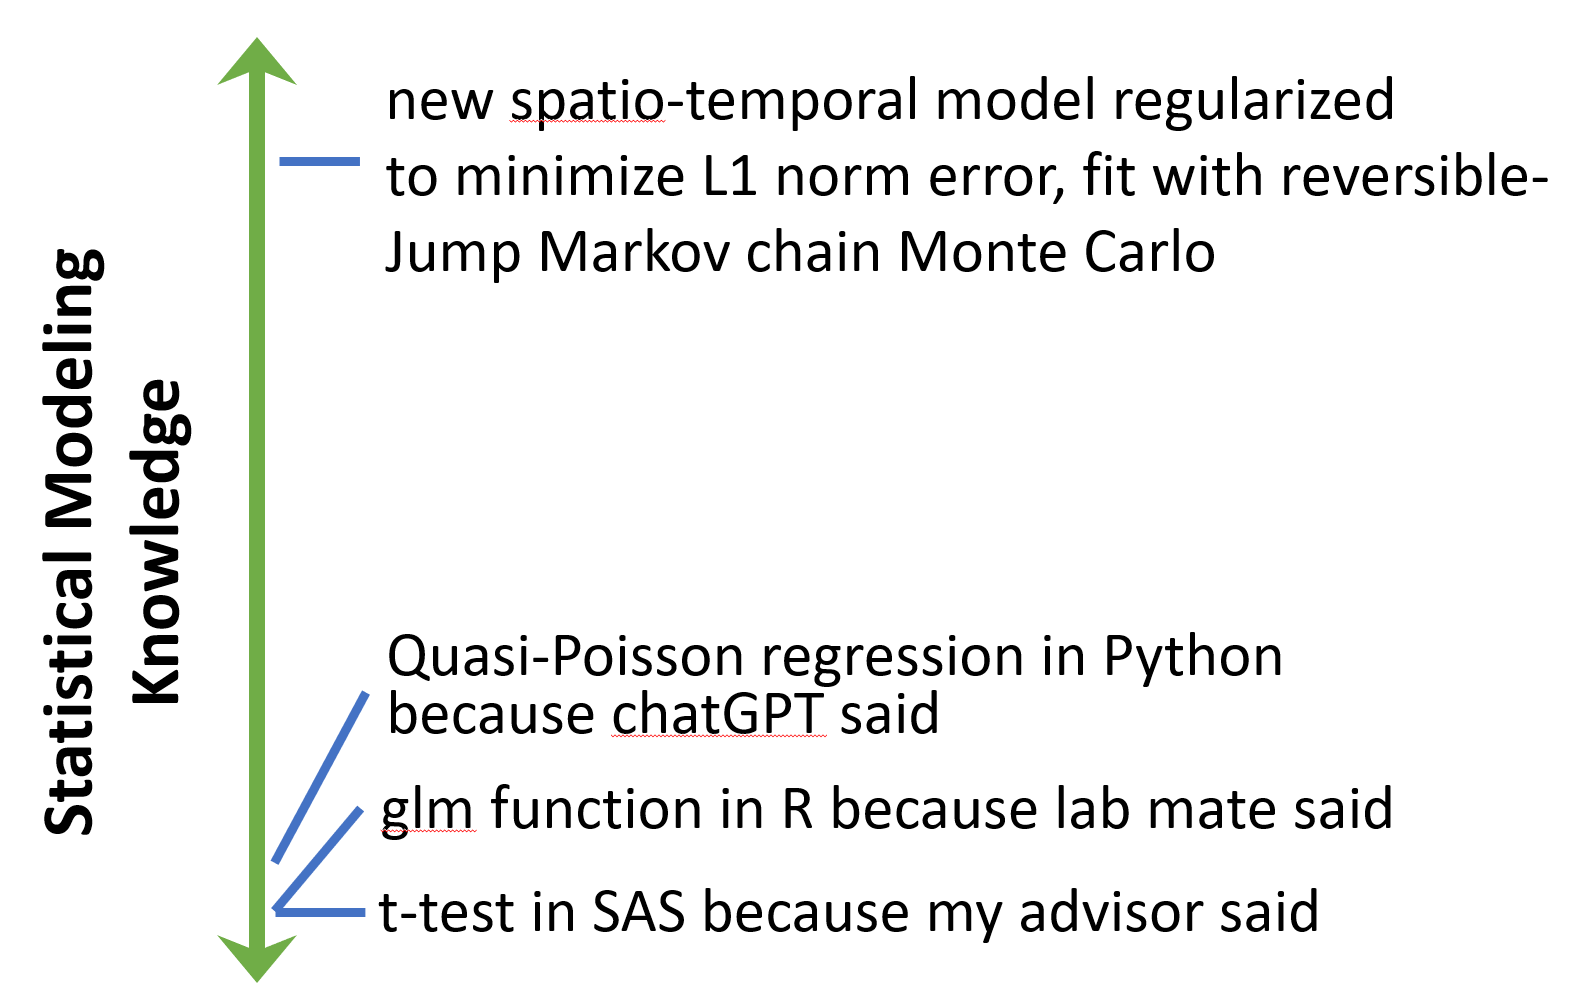 Statistical Modeling
Knowledge
new spatio-temporal model regularized
to minimize L1 norm error, fit with reversible-
Jump Markov chain Monte Carlo
Quasi-Poisson regression in Python
because chatGPT said
glm function in R because lab mate said
t-test in SAS because my advisor said